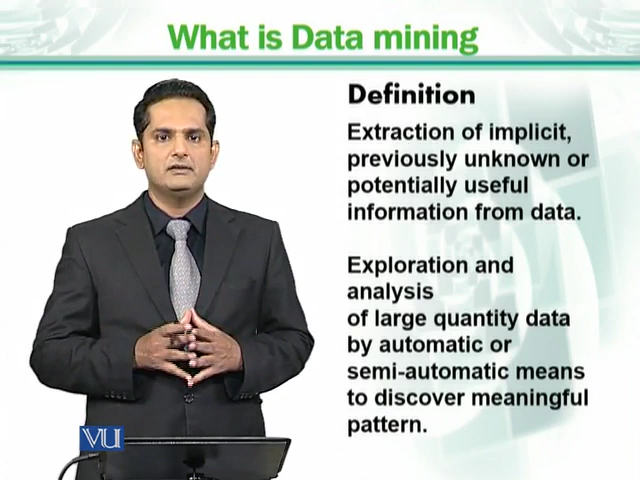 What is Data mining
Definition
Extraction of implicit,
previously unknown or
potentially useful
information from data.
Exploration and
analysis
of large quantity data
by automatic or
semi-automatic means
to discover meaningful
pattern.
VU